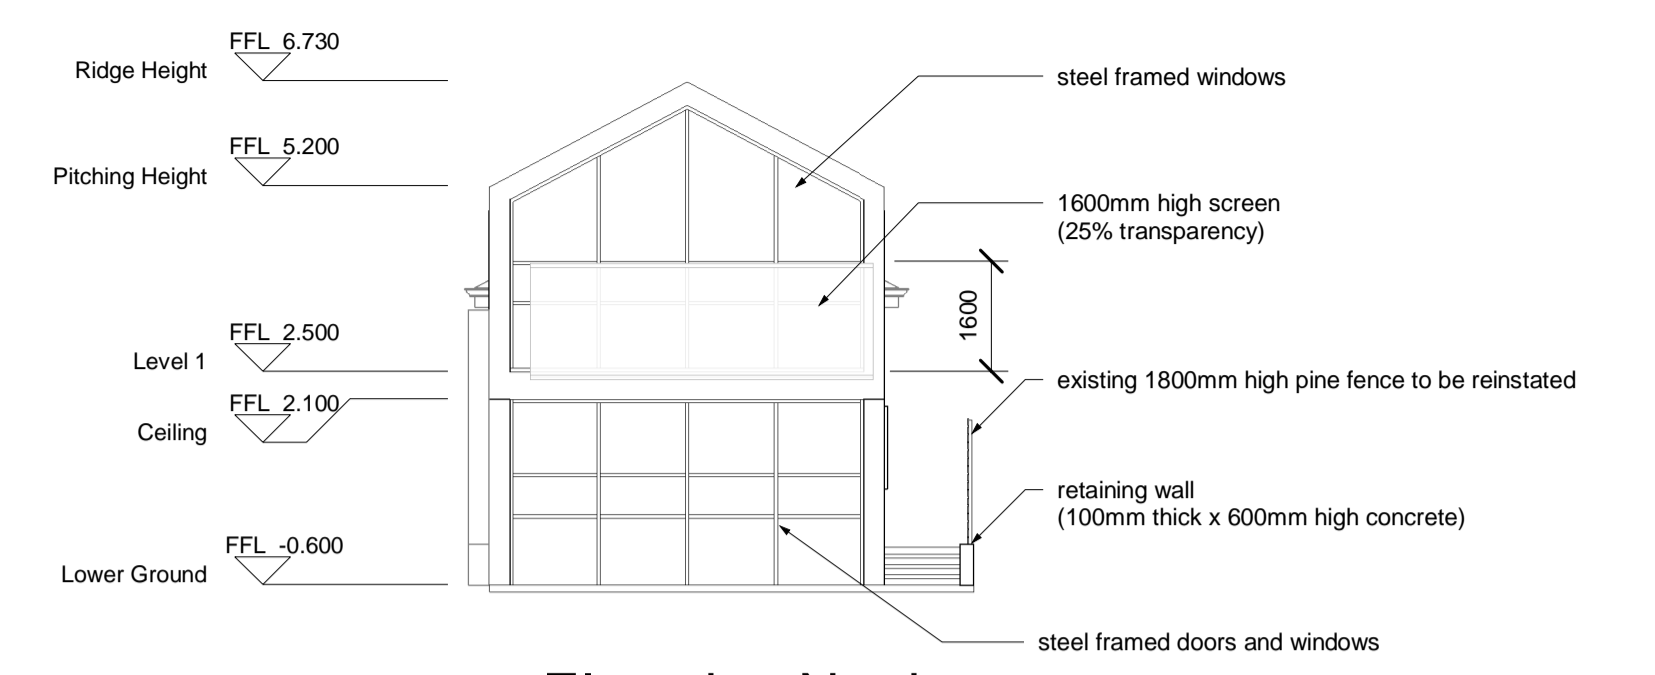 FFL 6.730
Ridge Height
FFL 5.200
Pitching Height
FFL 2.500
Level 1
FFL 2.100
Ceiling
FFL -0.600
Lower Ground
steel framed windows
1600mm high screen
(25% transparency)
1600
existing 1800mm high pine fence to be reinstated
retaining wall
(100mm thick x 600mm high concrete)
steel framed doors and windows